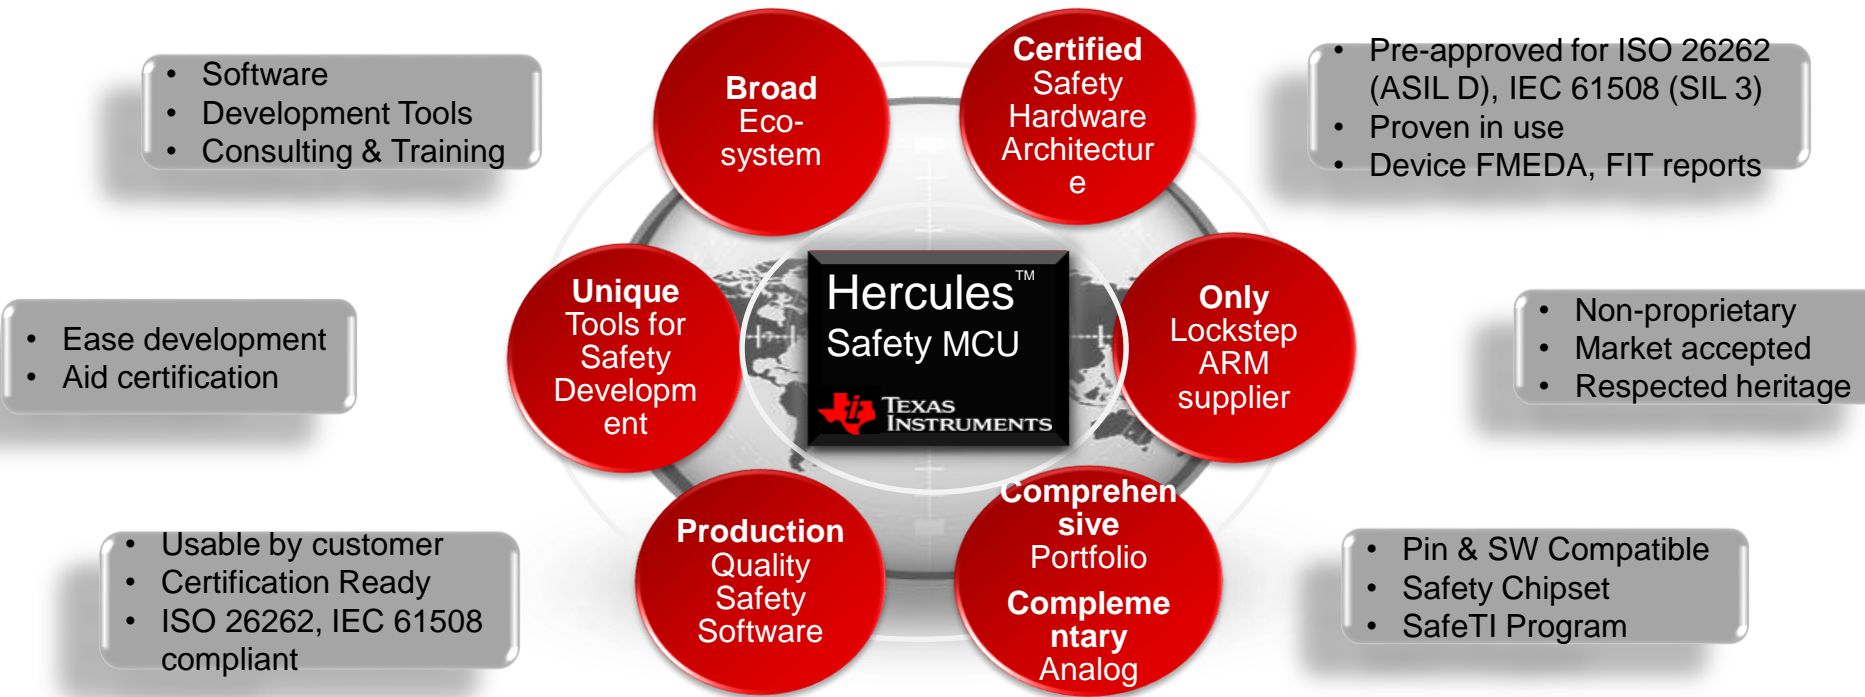 • Software
• Development Tools
• Consulting & Training
Broad
Eco-
system
Certified
Safety
Hardware
Architectur
e
• Pre-approved for ISO 26262
(ASIL D), IEC 61508 (SIL 3)
• Proven in use
• Device FMEDA, FIT reports
• Ease development
• Aid certification
Unique
Tools for
Safety
Developm
ent
Hercules™
Safety MCU
TEXAS
INSTRUMENTS
Only
Lockstep
ARM
supplier
• Non-proprietary
• Market accepted
• Respected heritage
• Usable by customer
• Certification Ready
• ISO 26262, IEC 61508
compliant
Production
Quality
Safety
Software
Comprehen
sive
Portfolio
Compleme
ntary
Analog
• Pin & SW Compatible
• Safety Chipset
• SafeTI Program